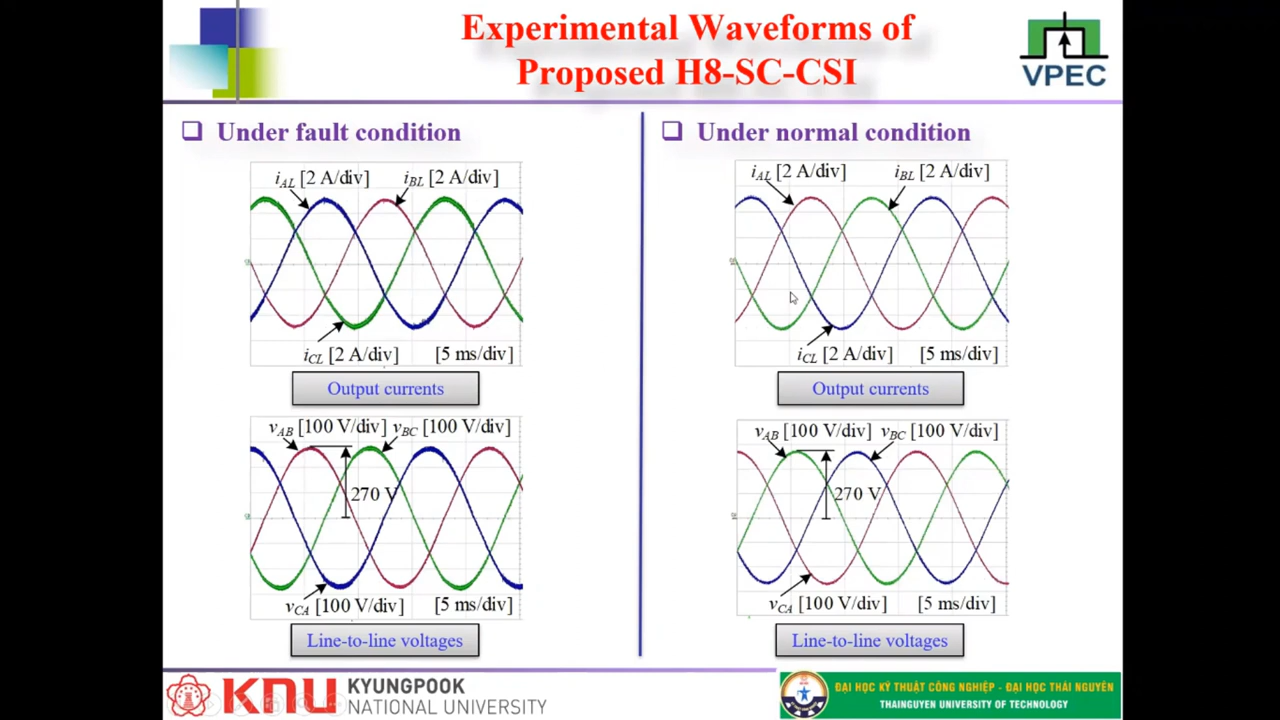 Experimental Waveforms of
Proposed H8-SC-CSI
VPEC
❑ Under fault condition
iAL [2 A/div]
iBL [2 A/div]
iCL [2 A/div]
[5 ms/div]
Output currents
vAB [100 V/div]
vBC [100 V/div]
270 V
vCA [100 V/div]
[5 ms/div]
Line-to-line voltages
❑ Under normal condition
iAL [2 A/div]
iBL [2 A/div]
iCL [2 A/div]
[5 ms/div]
Output currents
vAB [100 V/div]
vBC [100 V/div]
270 V
vCA [100 V/div]
[5 ms/div]
Line-to-line voltages
KNU KYUNGPOOK
NATIONAL UNIVERSITY
ĐẠI HỌC KỸ THUẬT CÔNG NGHIỆP - ĐẠI HỌC THÁI NGUYÊN
THAINGUYEN UNIVERSITY OF TECHNOLOGY